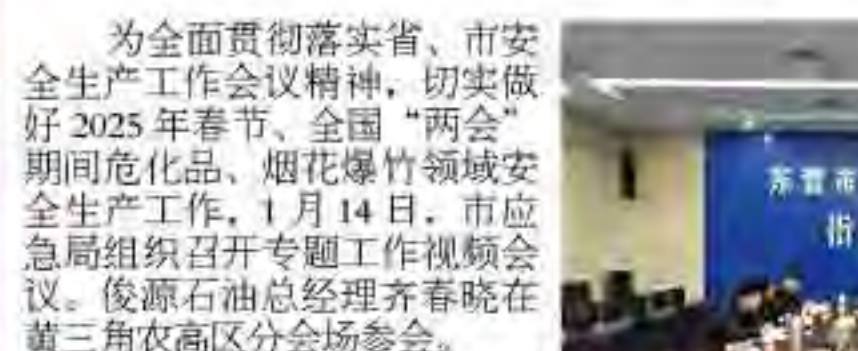 为全面贯彻落实省、市安
全生产工作会议精神，切实做
好 2025 年春节、全国“两会”
期间危化品、烟花爆竹领域安
全生产工作，1 月 14 日，市应
急局组织召开专题工作视频会
议。俊源石油总经理齐春晓在
黄三角农高区分会场参会。
东营市